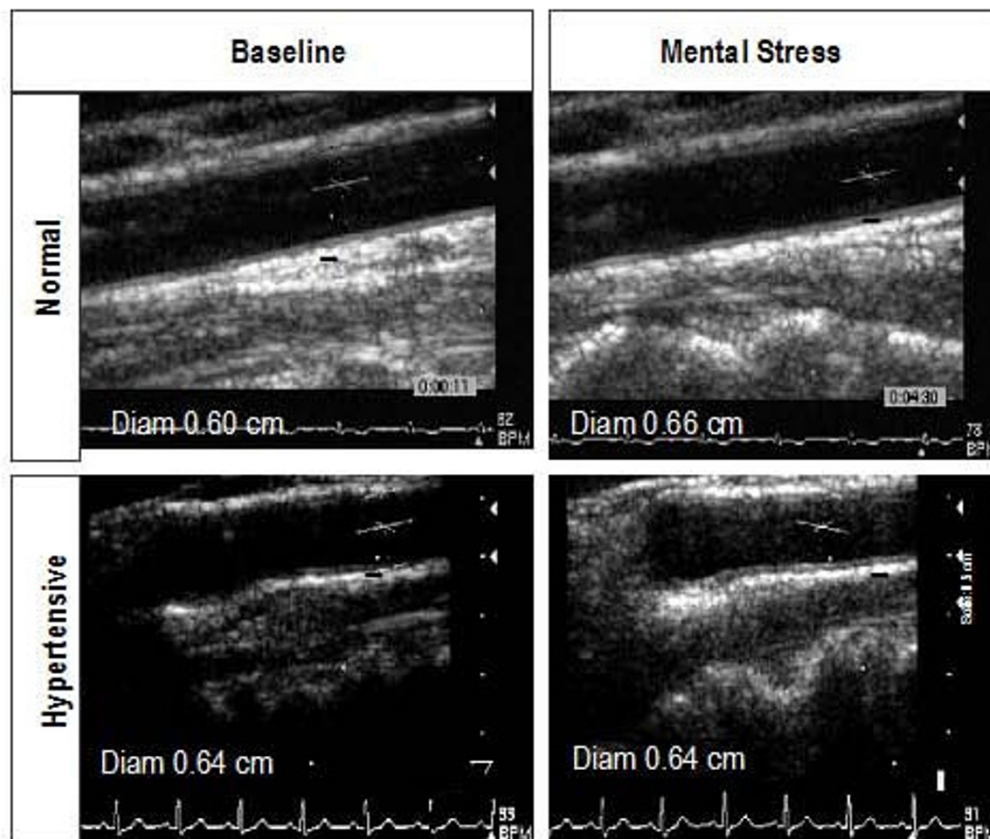 Baseline
Mental Stress
Normal
0:00:11
Diam 0.60 cm
82
BPM
0:04:30
Diam 0.66 cm
78
BPM
Hypertensive
Diam 0.64 cm
BPM
Diam 0.64 cm
91
BPM